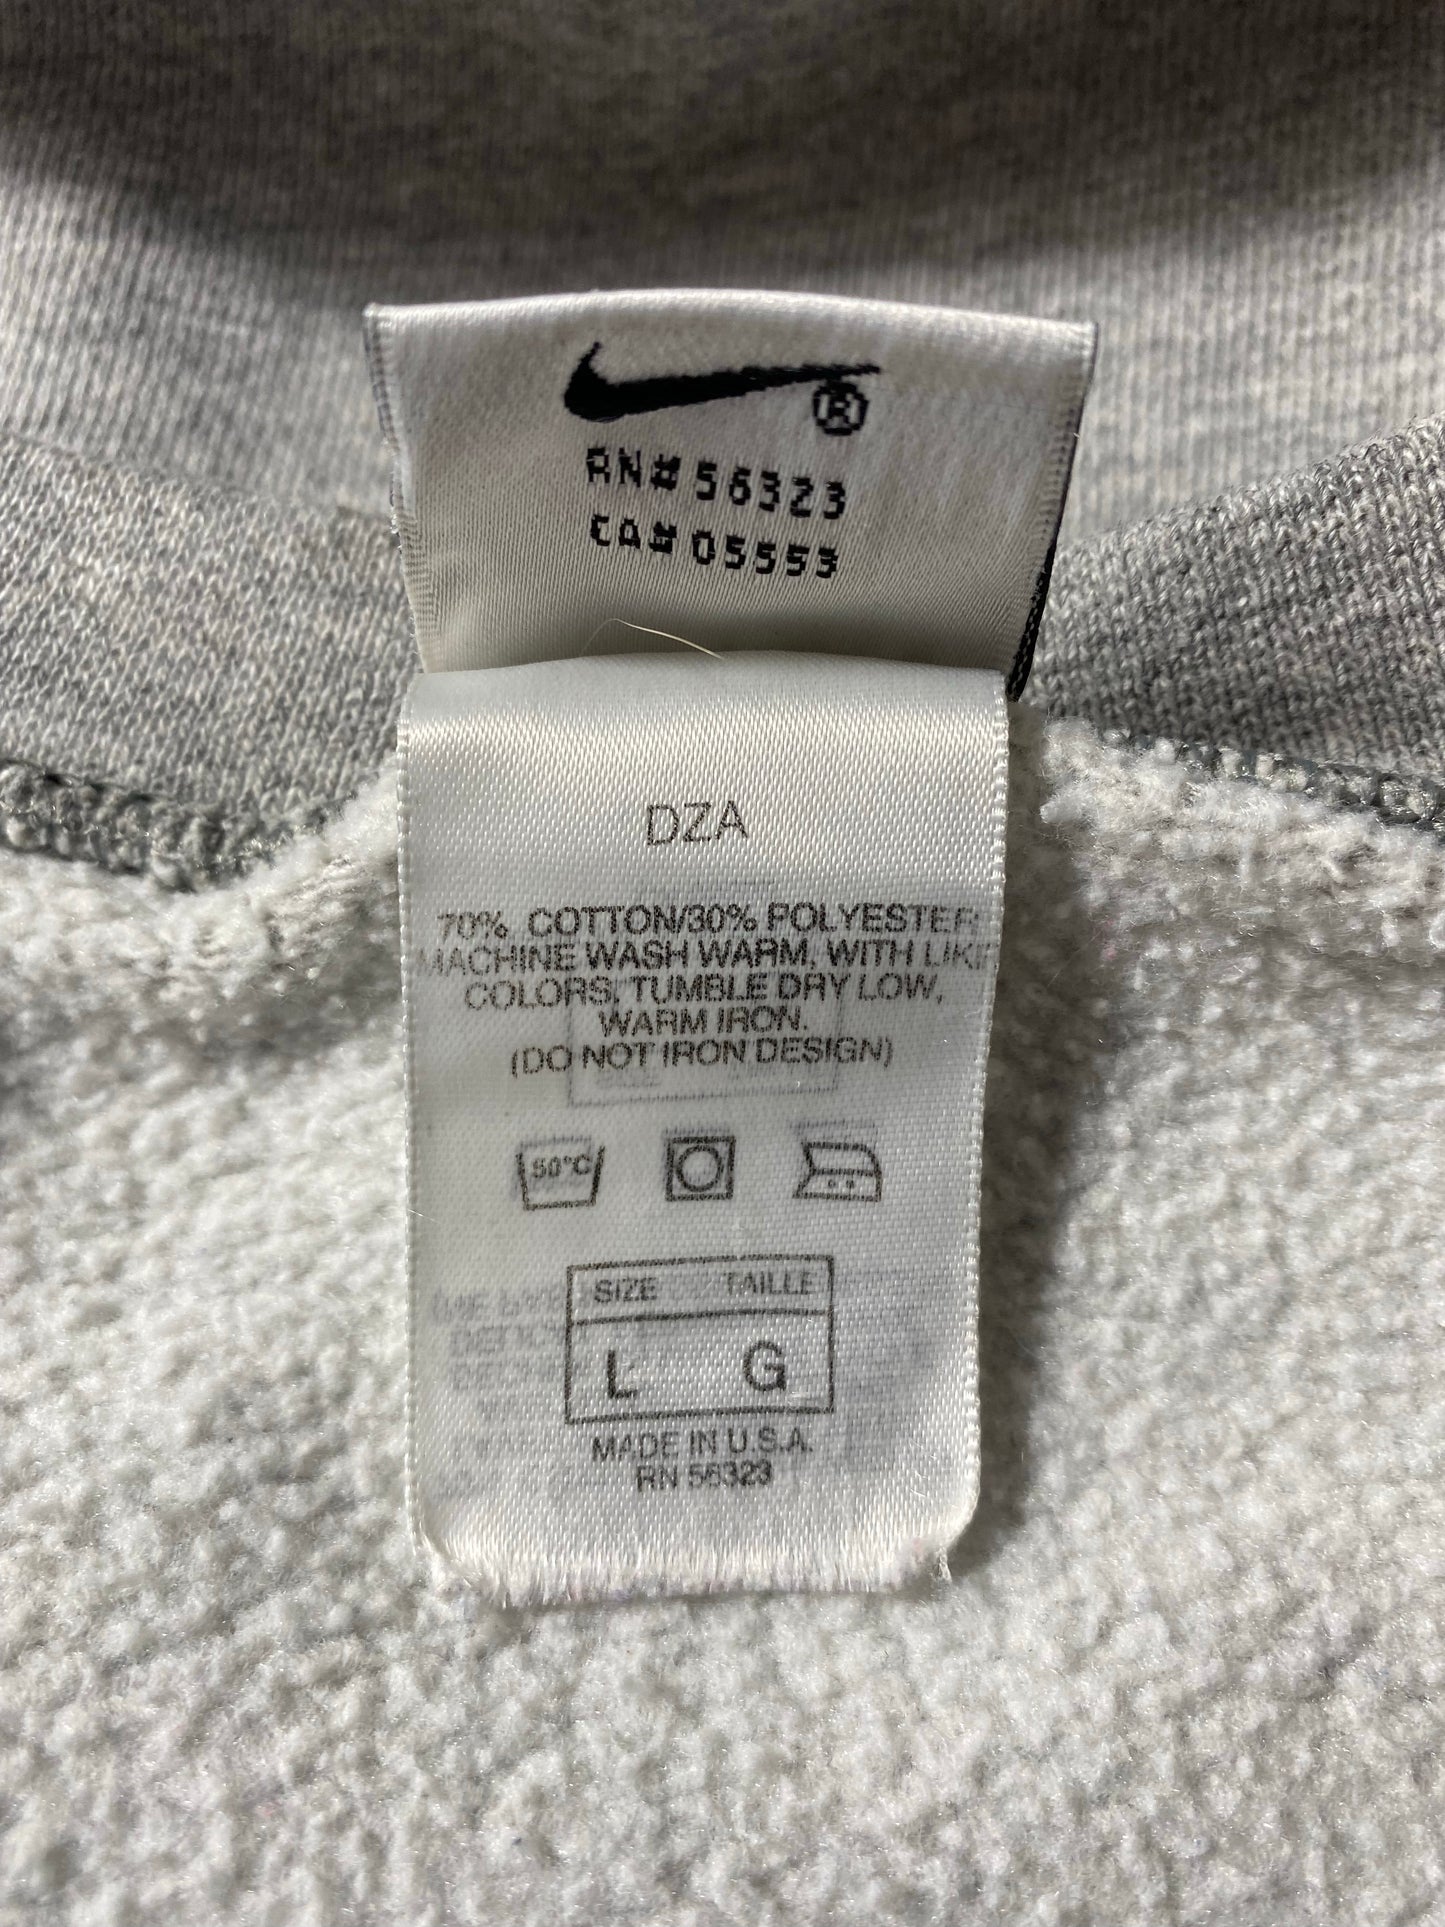 ®
RN# 56323
CA# 05553
DZA
70% COTTON/30% POLYESTER
MACHINE WASH WARM, WITH LIKE
COLORS, TUMBLE DRY LOW,
WARM IRON.
(DO NOT IRON DESIGN)
50°C
SIZE TAILLE
L G
MADE IN U.S.A.
RN 56323